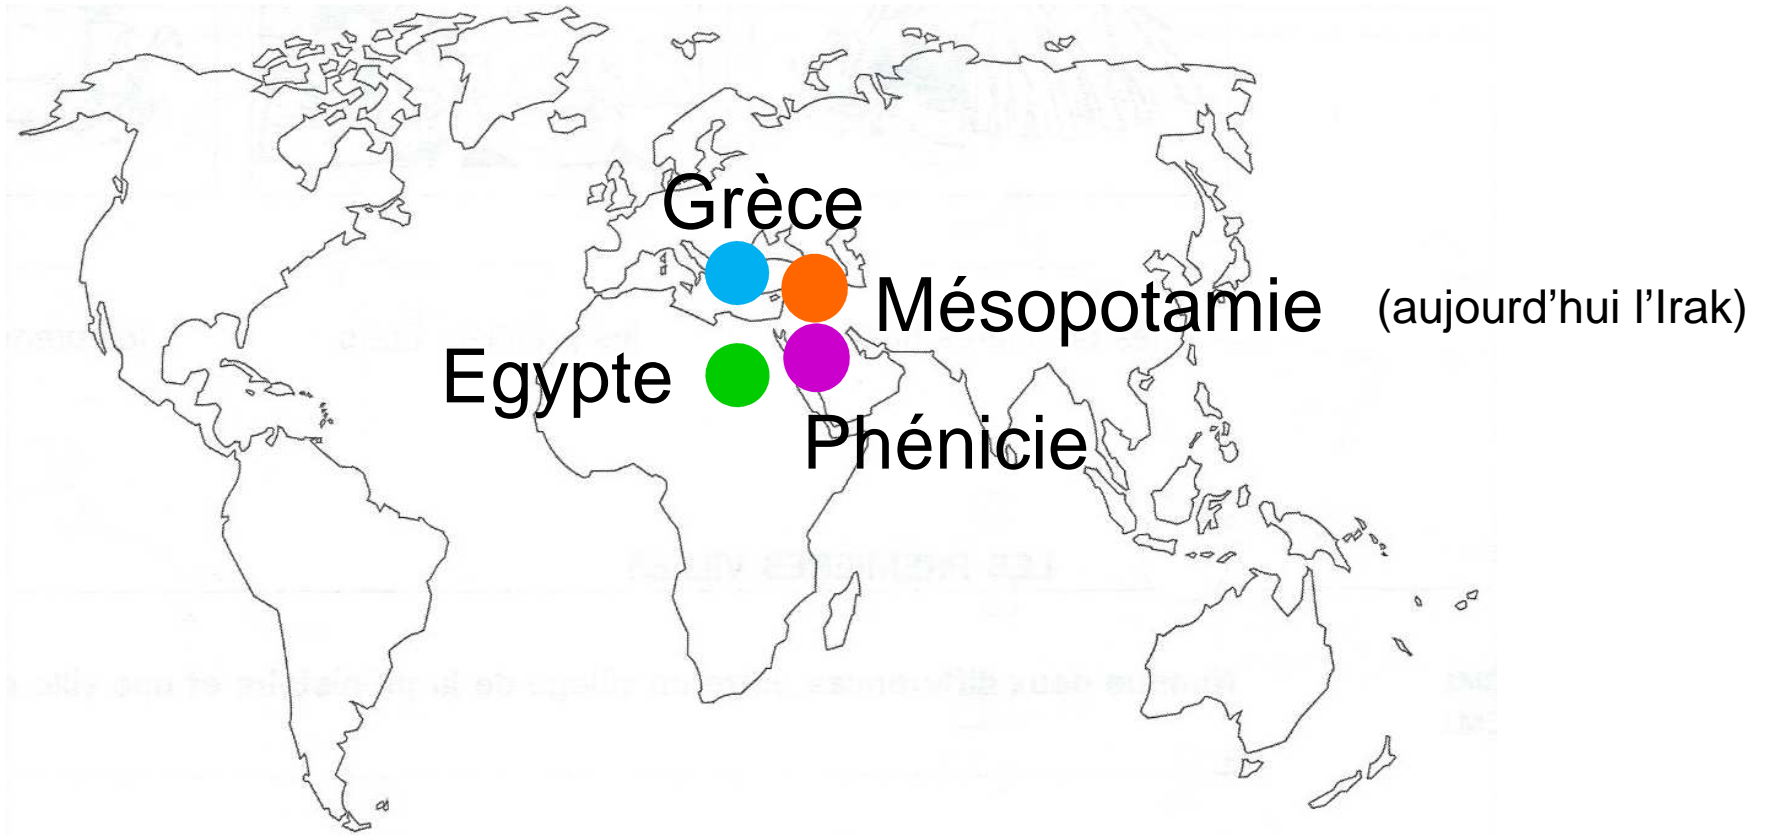 Grèce
Mésopotamie (aujourd’hui l’Irak)
Egypte
Phénicie